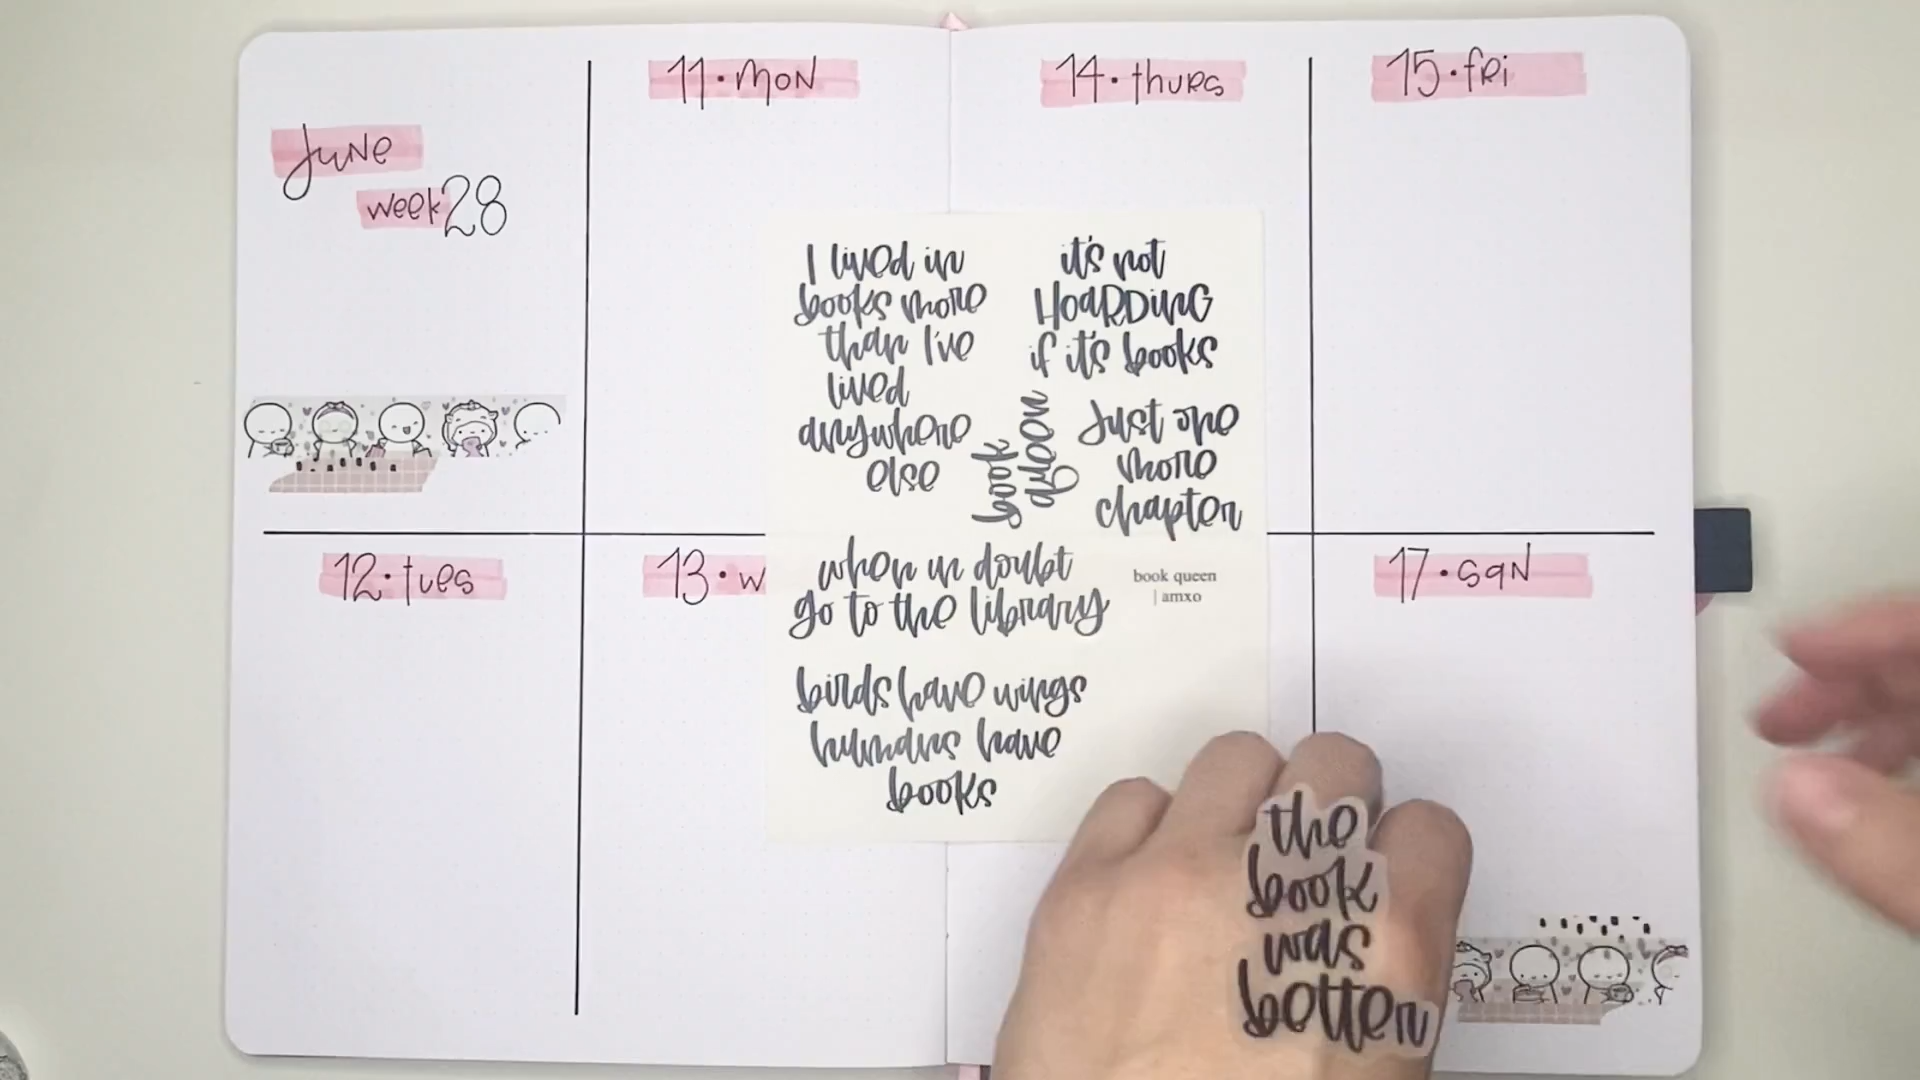 June
week 28
11·mon
14·thurs
15·fri
12·tues
13·w
17·san
I lived in
books more
than I've
lived
anywhere
else
it's not
HOARDING
if it's books
book
queen
Just one
more
chapter
when in doubt
go to the library
book queen
| amxo
birds have wings
humans have
books
the
book
was
better